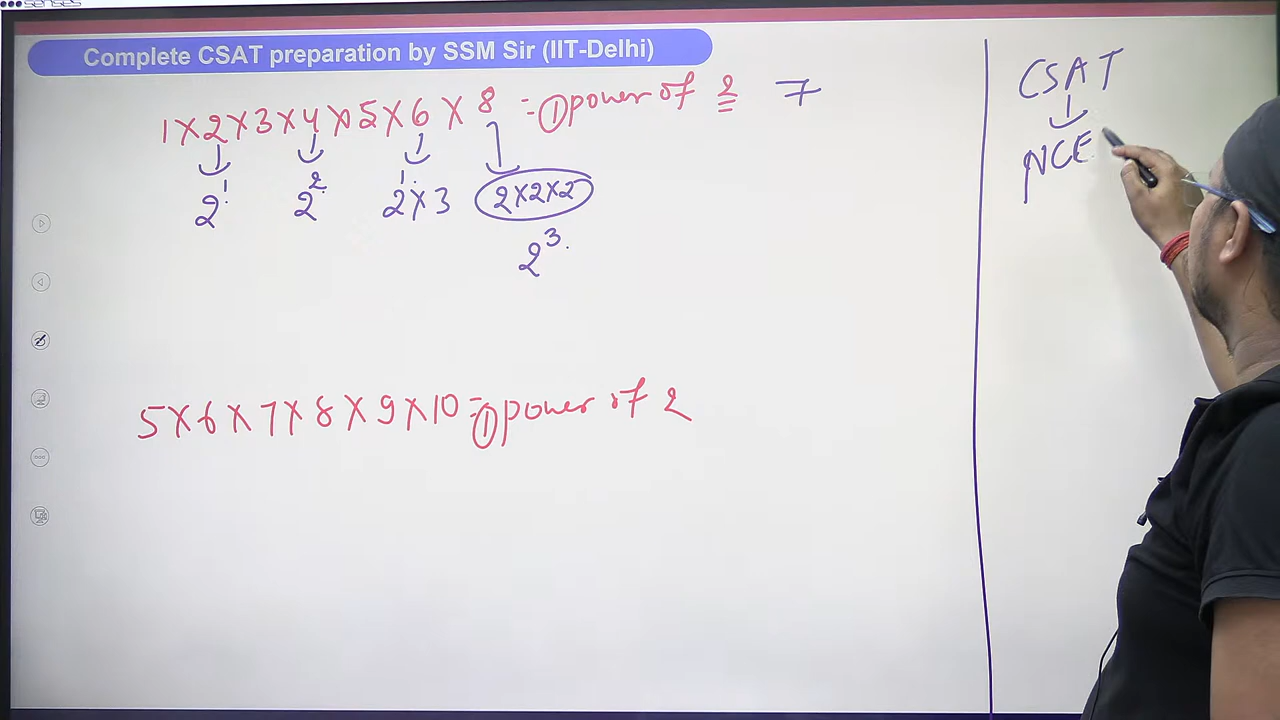 senses
Complete CSAT preparation by SSM Sir (IIT-Delhi)
1×2×3×4×5×6×8 = ① power of 2 7
2¹ 2² 2¹×3 2×2×2
2³
5×6×7×8×9×10 = ① power of 2
CSAT
NCE